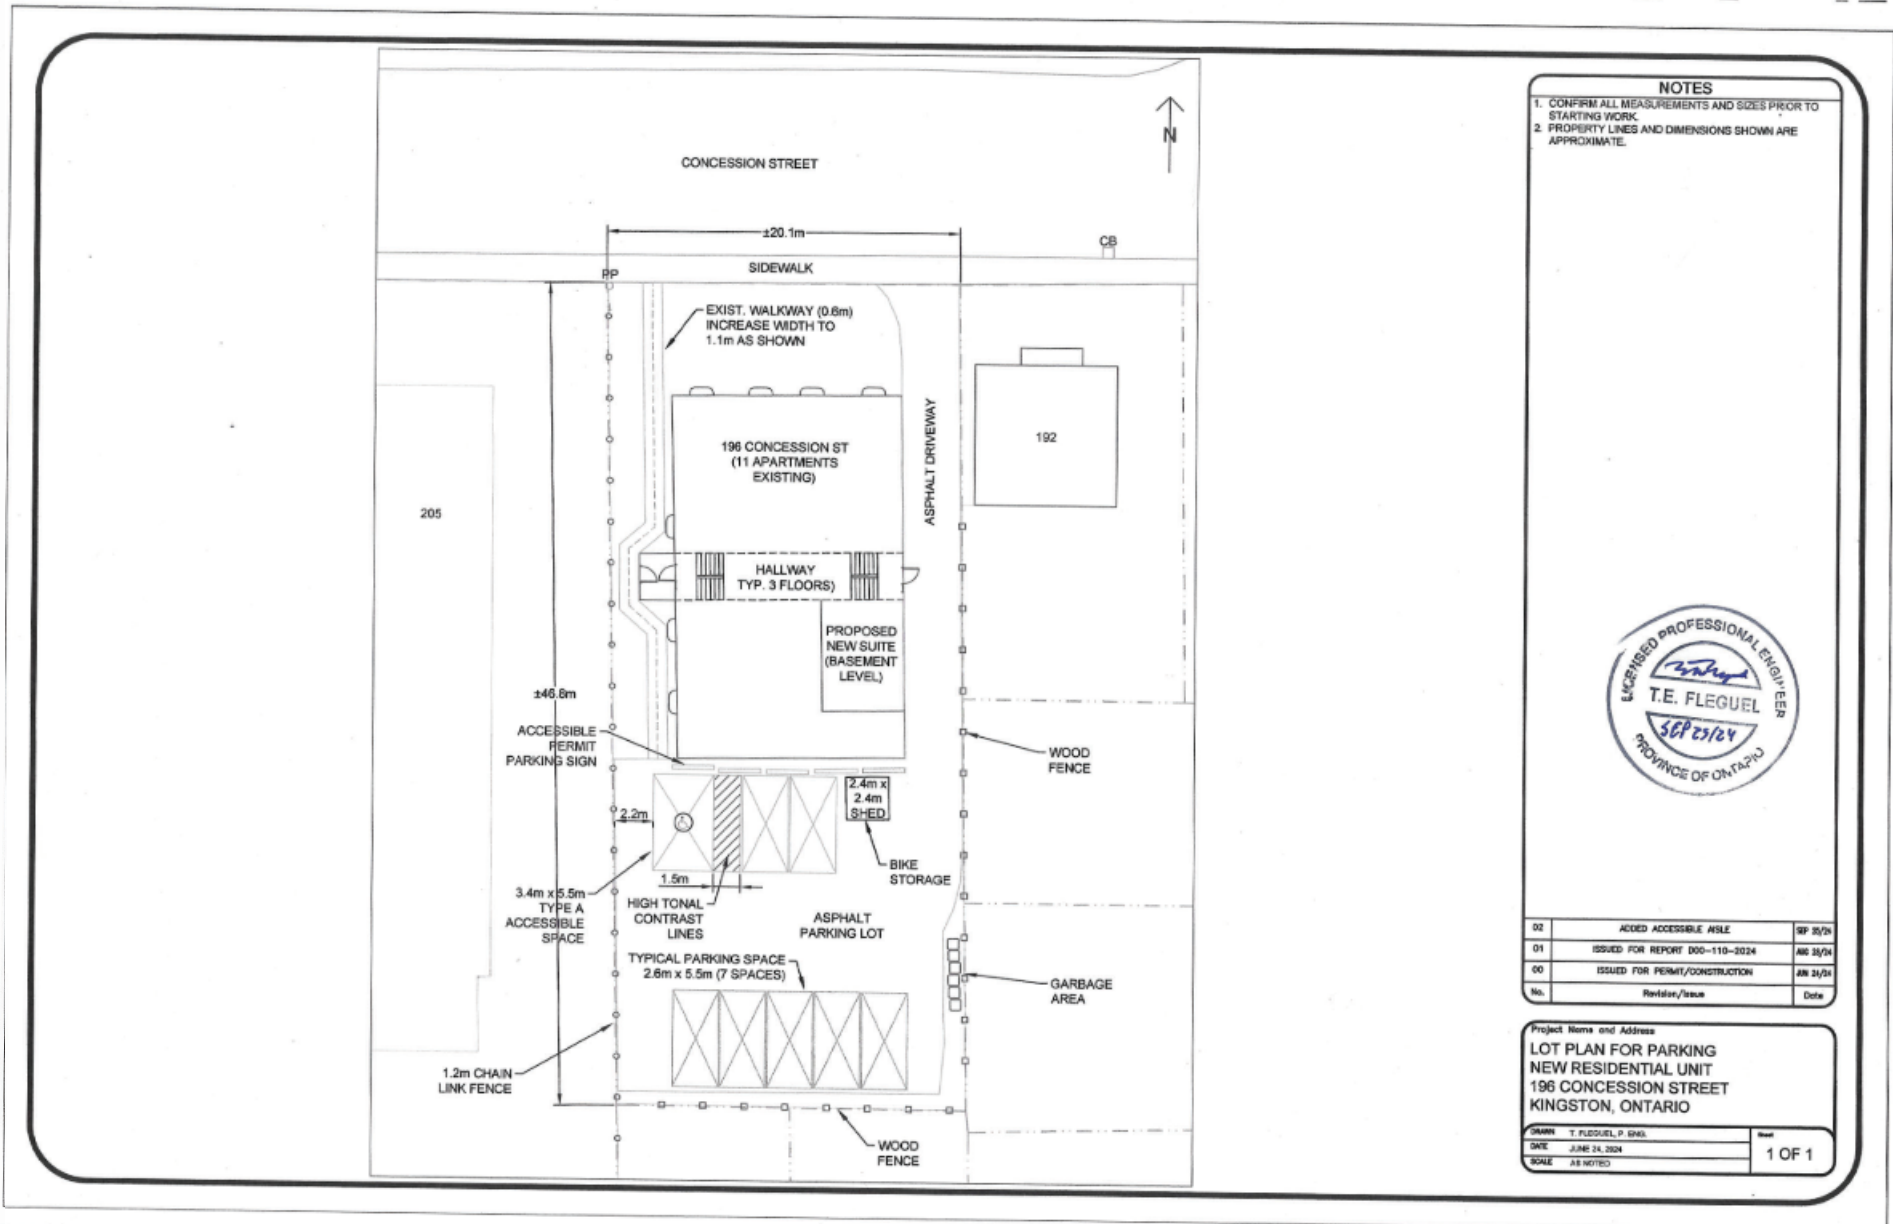 CONCESSION STREET
N
±20.1m
CB
SIDEWALK
PP
EXIST. WALKWAY (0.6m)
INCREASE WIDTH TO
1.1m AS SHOWN
196 CONCESSION ST
(11 APARTMENTS
EXISTING)
ASPHALT DRIVEWAY
192
205
HALLWAY
TYP. 3 FLOORS)
PROPOSED
NEW SUITE
(BASEMENT
LEVEL)
±46.8m
ACCESSIBLE
PERMIT
PARKING SIGN
WOOD
FENCE
2.4m x
2.4m
SHED
2.2m
BIKE
STORAGE
1.5m
3.4m x 5.5m
TYPE A
ACCESSIBLE
SPACE
HIGH TONAL
CONTRAST
LINES
ASPHALT
PARKING LOT
TYPICAL PARKING SPACE
2.6m x 5.5m (7 SPACES)
GARBAGE
AREA
1.2m CHAIN
LINK FENCE
WOOD
FENCE
NOTES
1. CONFIRM ALL MEASUREMENTS AND SIZES PRIOR TO
STARTING WORK.
2. PROPERTY LINES AND DIMENSIONS SHOWN ARE
APPROXIMATE.
LICENSED PROFESSIONAL ENGINEER
T.E. FLEGUEL
SEP 25/24
PROVINCE OF ONTARIO
02 ADDED ACCESSIBLE AISLE
01 ISSUED FOR REPORT D00-110-2024
00 ISSUED FOR PERMIT/CONSTRUCTION JUN 24/24
No. Revision/Issue Date
Project Name and Address
LOT PLAN FOR PARKING
NEW RESIDENTIAL UNIT
196 CONCESSION STREET
KINGSTON, ONTARIO
DRAWN T. FLEGUEL, P. ENG.
DATE JUNE 24, 2024
SCALE AS NOTED
Sheet
1 OF 1